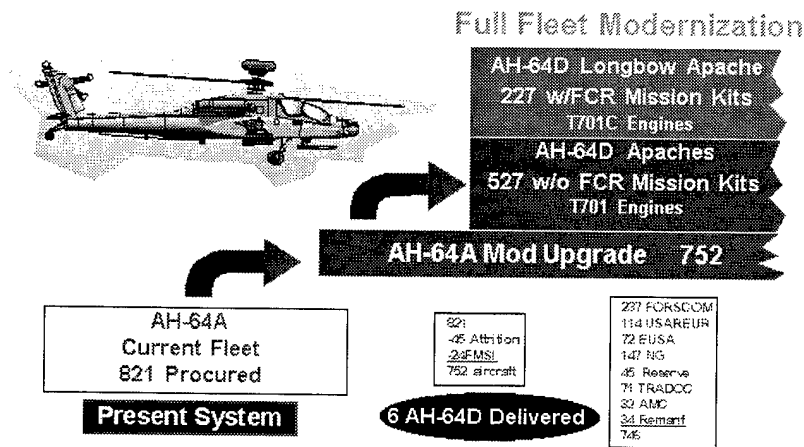 Full Fleet Modernization
AH-64D Longbow Apache
227 w/FCR Mission Kits
T701C Engines
AH-64D Apaches
527 w/o FCR Mission Kits
T701 Engines
AH-64A Mod Upgrade 752
AH-64A
Current Fleet
821 Procured
Present System
821
-45 Attrition
-24FMSI
752 aircraft
6 AH-64D Delivered
237 FORSCOM
114 USAREUR
72 EUSA
147 NG
45 Reserve
71 TRADOC
32 AMC
34 Remanf
746